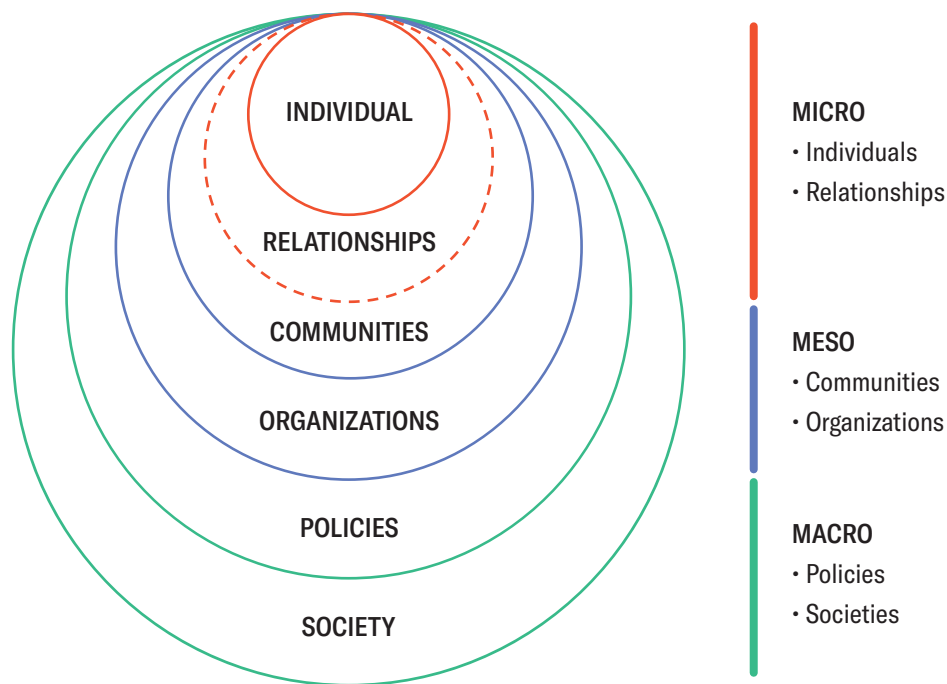 INDIVIDUAL
RELATIONSHIPS
COMMUNITIES
ORGANIZATIONS
POLICIES
SOCIETY
MICRO
• Individuals
• Relationships
MESO
• Communities
• Organizations
MACRO
• Policies
• Societies